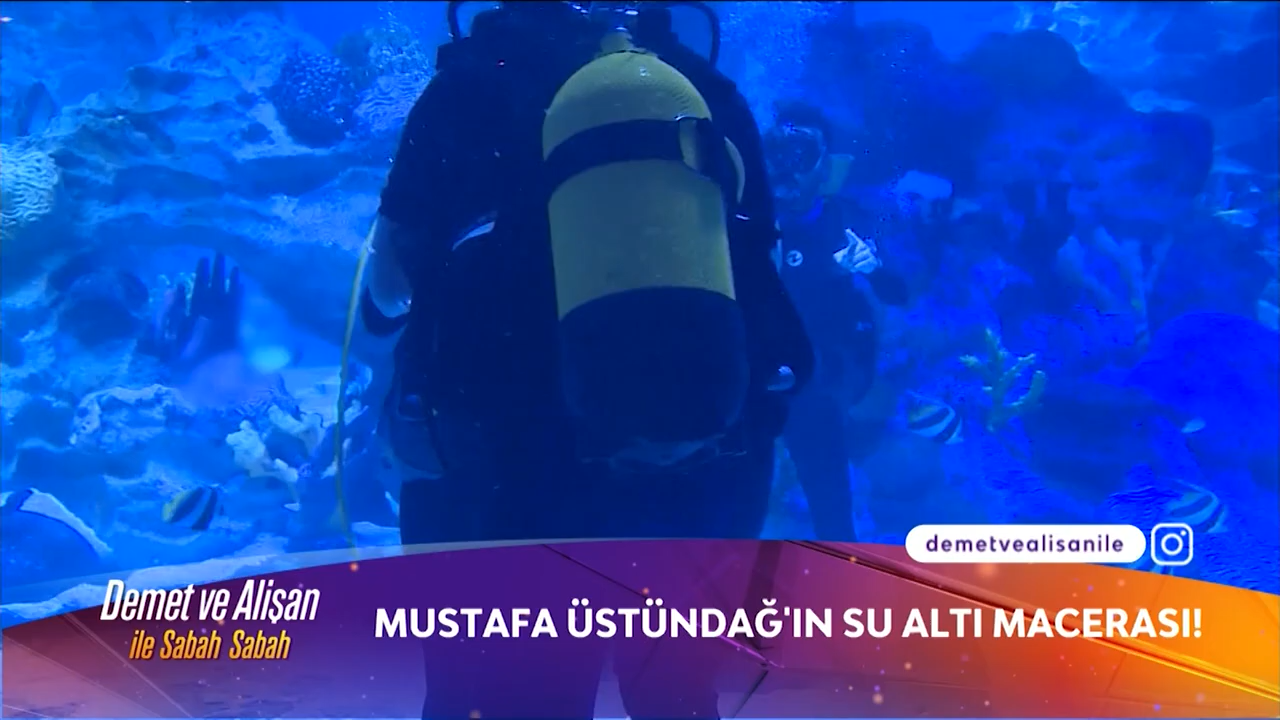 demetvealisanile
Demet ve Alişan
ile Sabah Sabah
MUSTAFA ÜSTÜNDAĞ'IN SU ALTI MACERASI!